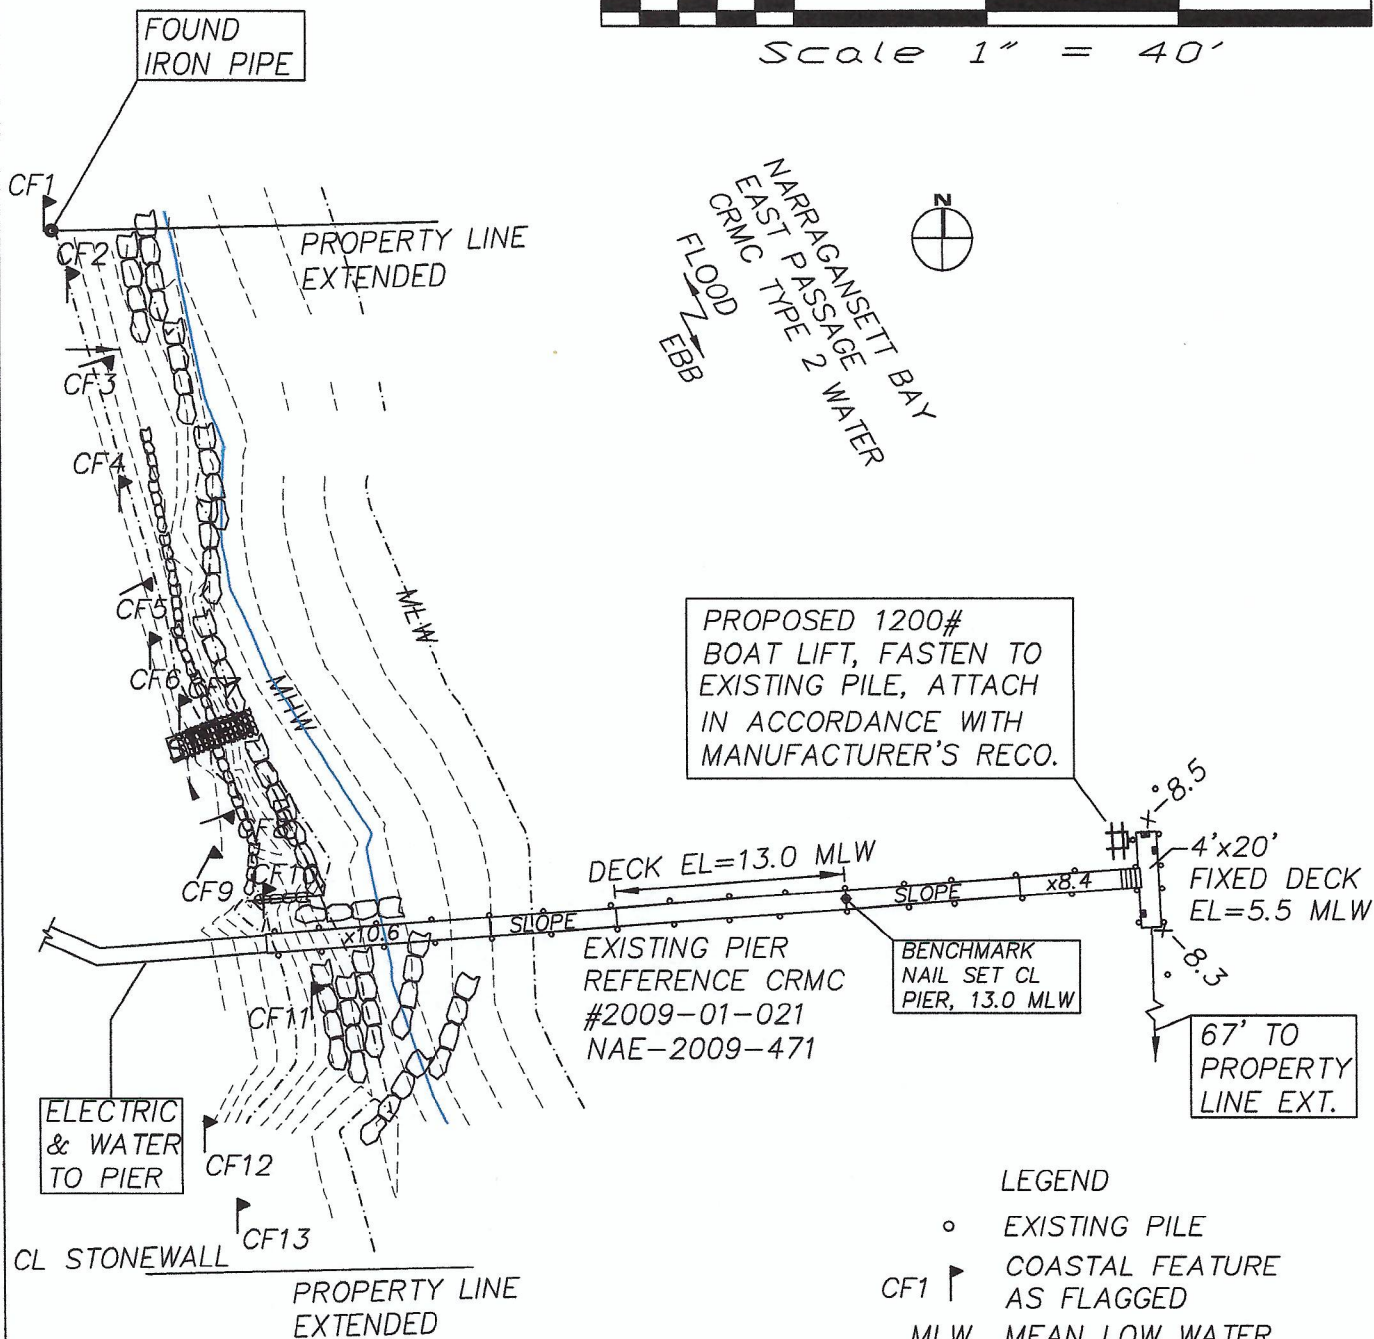 Scale 1" = 40'
FOUND
IRON PIPE
CF1
CF2
PROPERTY LINE
EXTENDED
N
NARRAGANSETT BAY
EAST PASSAGE
CRMC TYPE 2 WATER
FLOOD
EBB
CF3
CF4
CF5
CF6
MLW
MHW
PROPOSED 1200#
BOAT LIFT, FASTEN TO
EXISTING PILE, ATTACH
IN ACCORDANCE WITH
MANUFACTURER'S RECO.
-8.5
4'x20'
FIXED DECK
EL=5.5 MLW
-8.3
DECK EL=13.0 MLW
CF9
x10.6
SLOPE
SLOPE
x8.4
EXISTING PIER
REFERENCE CRMC
#2009-01-021
NAE-2009-471
BENCHMARK
NAIL SET CL
PIER, 13.0 MLW
CF11
67' TO
PROPERTY
LINE EXT.
ELECTRIC
& WATER
TO PIER
CF12
CF13
CL STONEWALL
PROPERTY LINE
EXTENDED
LEGEND
EXISTING PILE
CF1 COASTAL FEATURE
AS FLAGGED
MLW MEAN LOW WATER